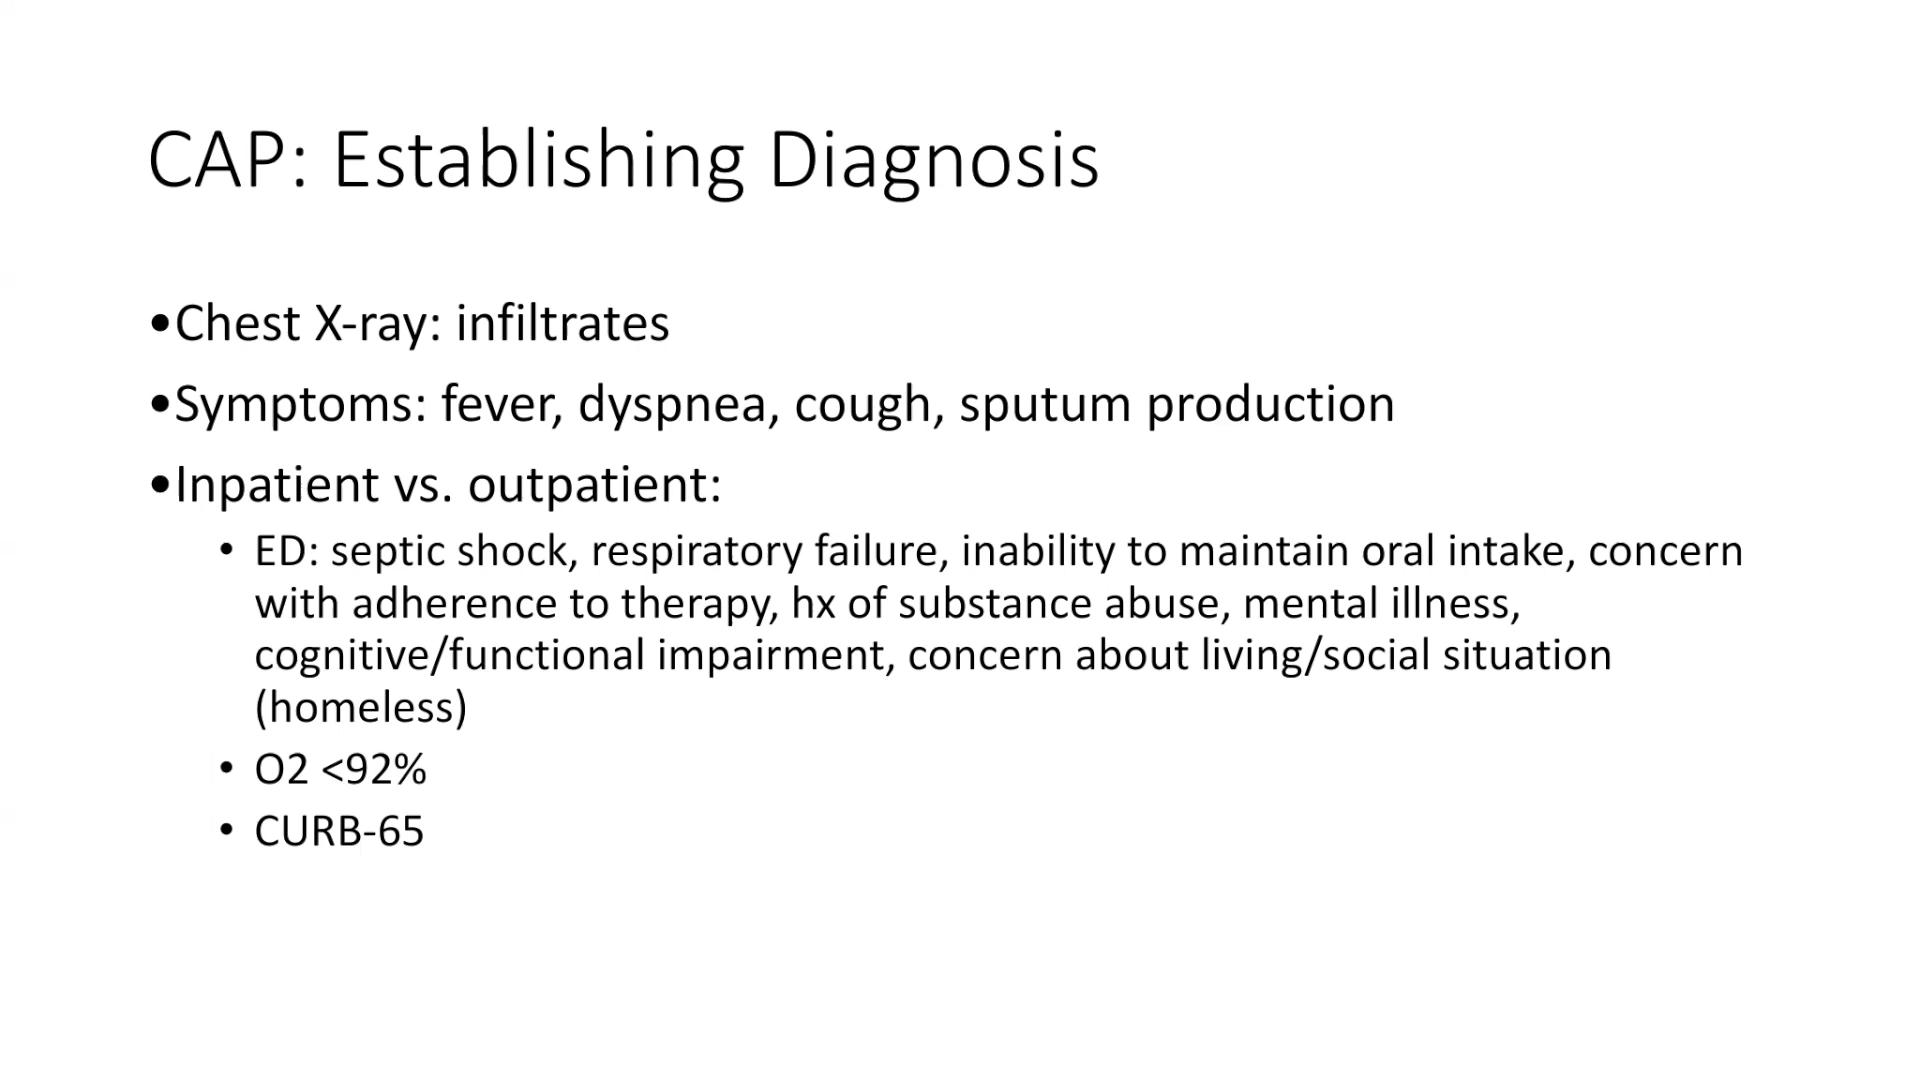 CAP: Establishing Diagnosis
•Chest X-ray: infiltrates
•Symptoms: fever, dyspnea, cough, sputum production
•Inpatient vs. outpatient:
• ED: septic shock, respiratory failure, inability to maintain oral intake, concern
with adherence to therapy, hx of substance abuse, mental illness,
cognitive/functional impairment, concern about living/social situation
(homeless)
• O2 <92%
• CURB-65